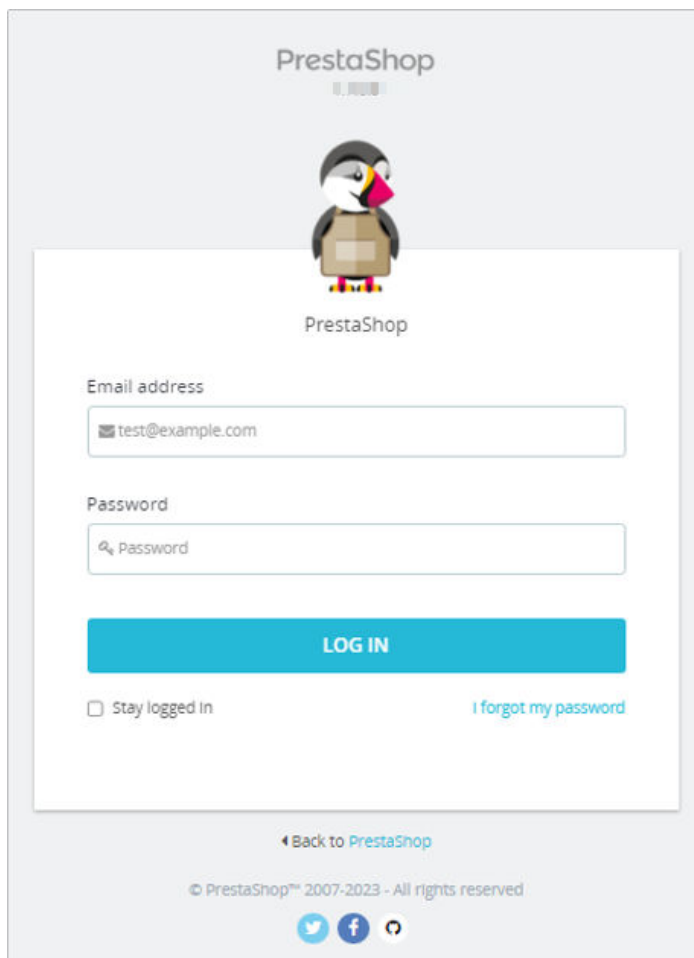 PrestaShop
PrestaShop
Email address
test@example.com
Password
Password
LOG IN
Stay logged in
I forgot my password
Back to PrestaShop
© PrestaShop™ 2007-2023 - All rights reserved